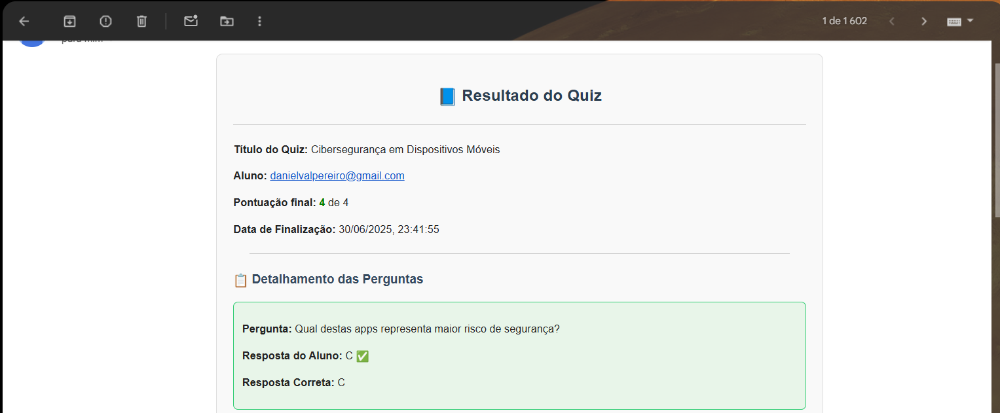 1 de 1 602
📘 Resultado do Quiz
Título do Quiz: Cibersegurança em Dispositivos Móveis
Aluno: danielvalpereiro@gmail.com
Pontuação final: 4 de 4
Data de Finalização: 30/06/2025, 23:41:55
📋 Detalhamento das Perguntas
Pergunta: Qual destas apps representa maior risco de segurança?
Resposta do Aluno: C ✅
Resposta Correta: C